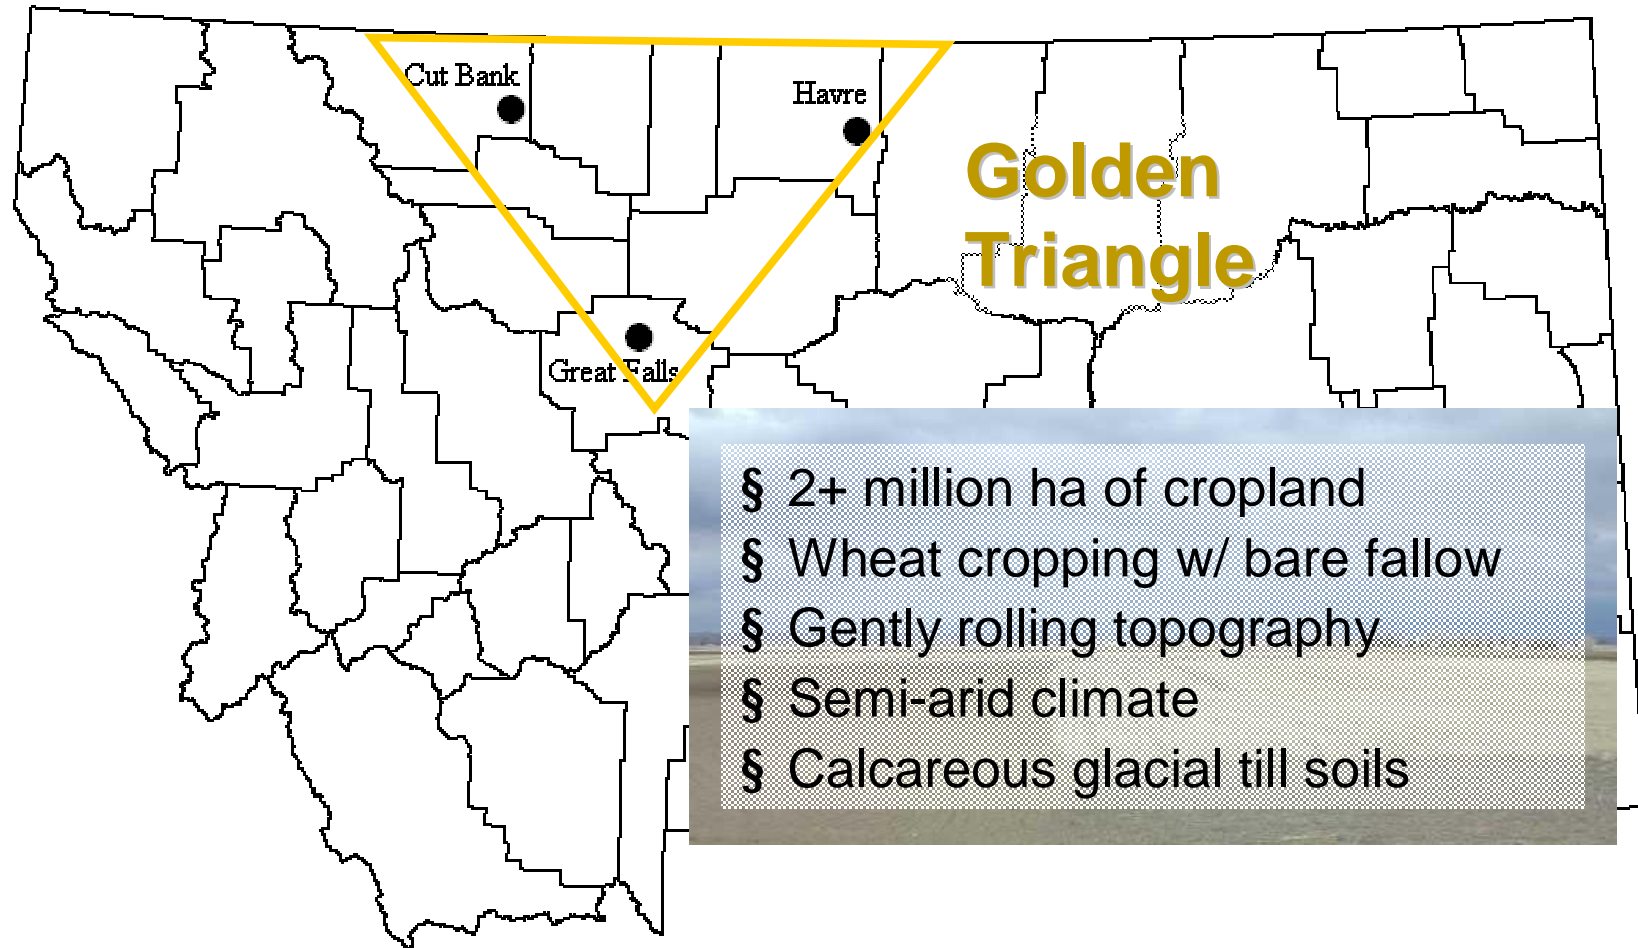 Cut Bank
Havre
Golden
Triangle
Great Falls
§ 2+ million ha of cropland
§ Wheat cropping w/ bare fallow
§ Gently rolling topography
§ Semi-arid climate
§ Calcareous glacial till soils